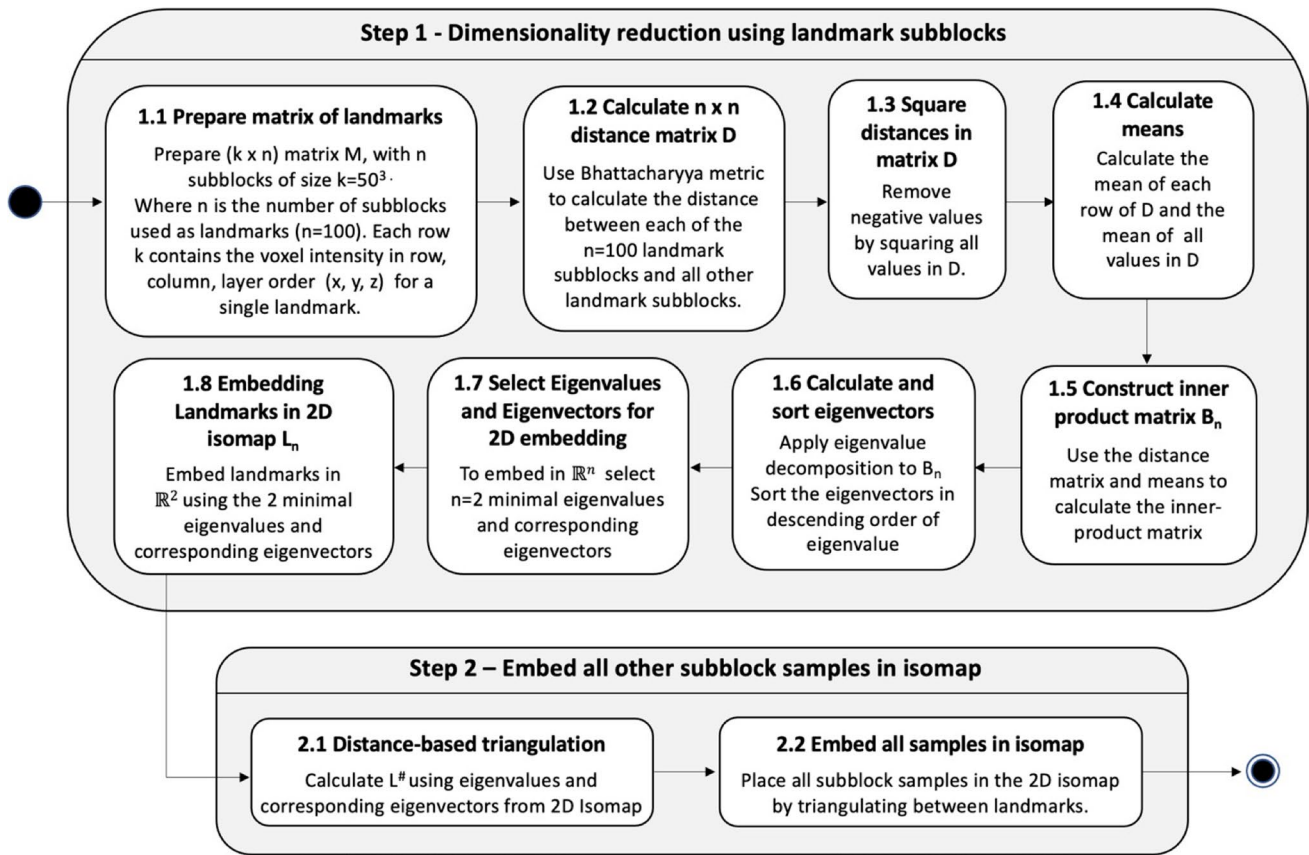 Step 1 - Dimensionality reduction using landmark subblocks
1.1 Prepare matrix of landmarks
Prepare (k x n) matrix M, with n
subblocks of size k=50³.
Where n is the number of subblocks
used as landmarks (n=100). Each row
k contains the voxel intensity in row,
column, layer order (x, y, z) for a
single landmark.
1.2 Calculate n x n
distance matrix D
Use Bhattacharyya metric
to calculate the distance
between each of the
n=100 landmark
subblocks and all other
landmark subblocks.
1.3 Square
distances in
matrix D
Remove
negative values
by squaring all
values in D.
1.4 Calculate
means
Calculate the
mean of each
row of D and the
mean of all
values in D
1.5 Construct inner
product matrix Bₙ
Use the distance
matrix and means to
calculate the inner-
product matrix
1.6 Calculate and
sort eigenvectors
Apply eigenvalue
decomposition to Bₙ
Sort the eigenvectors in
descending order of
eigenvalue
1.7 Select Eigenvalues
and Eigenvectors for
2D embedding
To embed in ℝⁿ select
n=2 minimal eigenvalues
and corresponding
eigenvectors
1.8 Embedding
Landmarks in 2D
isomap Lₙ
Embed landmarks in
ℝ² using the 2 minimal
eigenvalues and
corresponding eigenvectors
Step 2 – Embed all other subblock samples in isomap
2.1 Distance-based triangulation
Calculate L# using eigenvalues and
corresponding eigenvectors from 2D Isomap
2.2 Embed all samples in isomap
Place all subblock samples in the 2D isomap
by triangulating between landmarks.